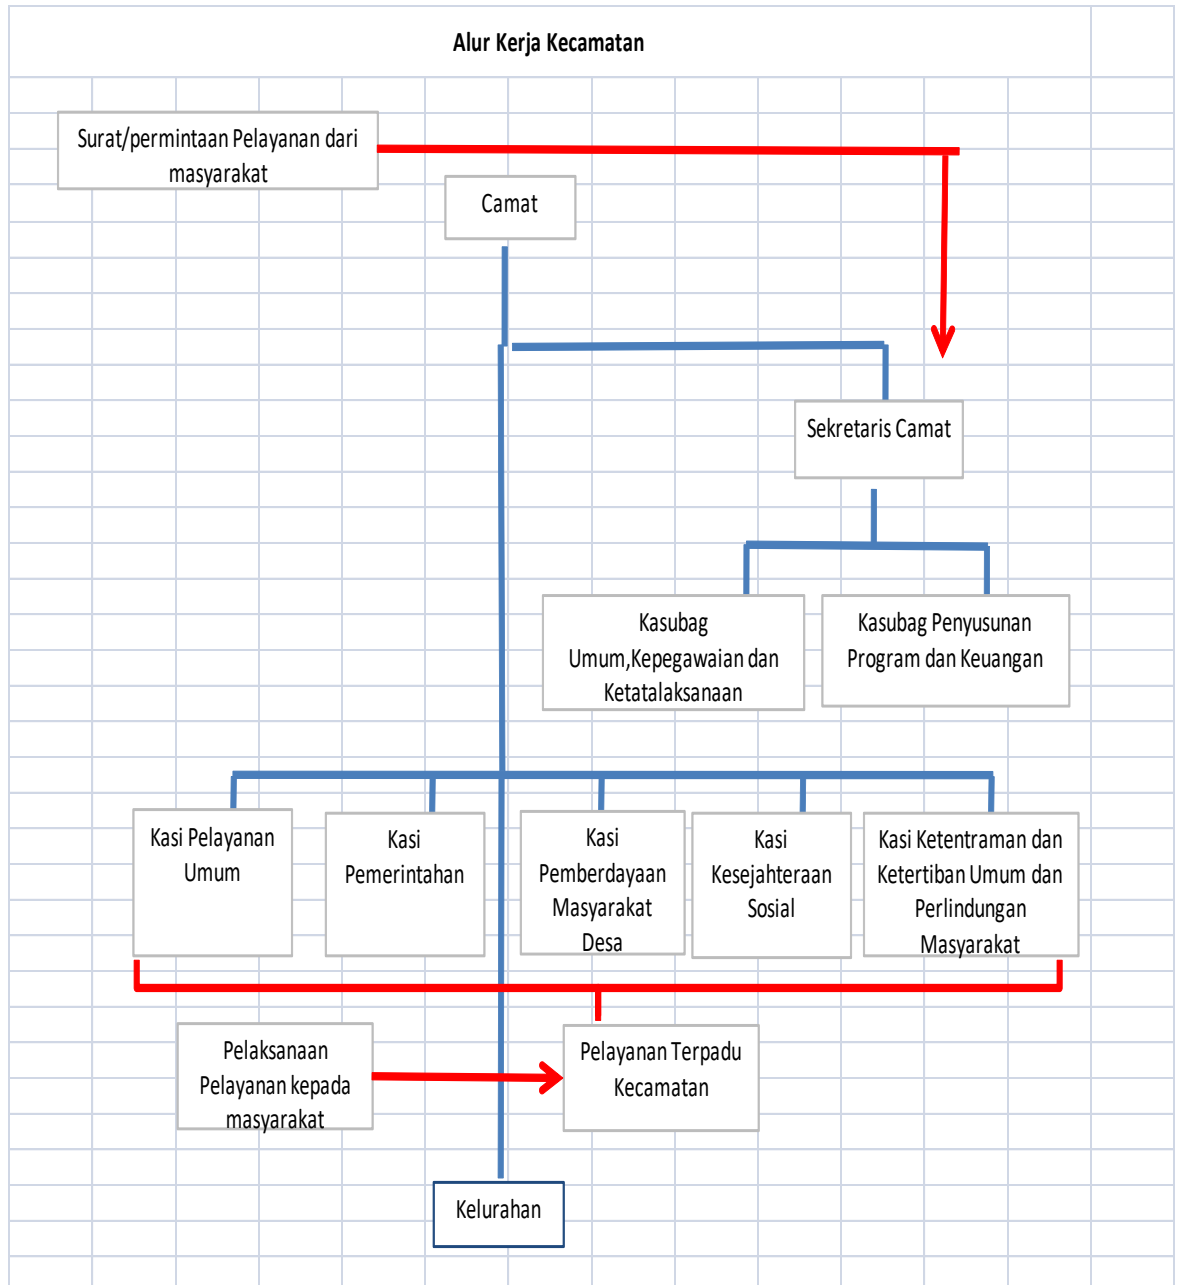 Alur Kerja Kecamatan
Surat/permintaan Pelayanan dari
masyarakat
Camat
Sekretaris Camat
Kasubag
Umum,Kepegawaian dan
Ketatalaksanaan
Kasubag Penyusunan
Program dan Keuangan
Kasi Pelayanan
Umum
Kasi
Pemerintahan
Kasi
Pemberdayaan
Masyarakat
Desa
Kasi
Kesejahteraan
Sosial
Kasi Ketentraman dan
Ketertiban Umum dan
Perlindungan
Masyarakat
Pelaksanaan
Pelayanan kepada
masyarakat
Pelayanan Terpadu
Kecamatan
Kelurahan